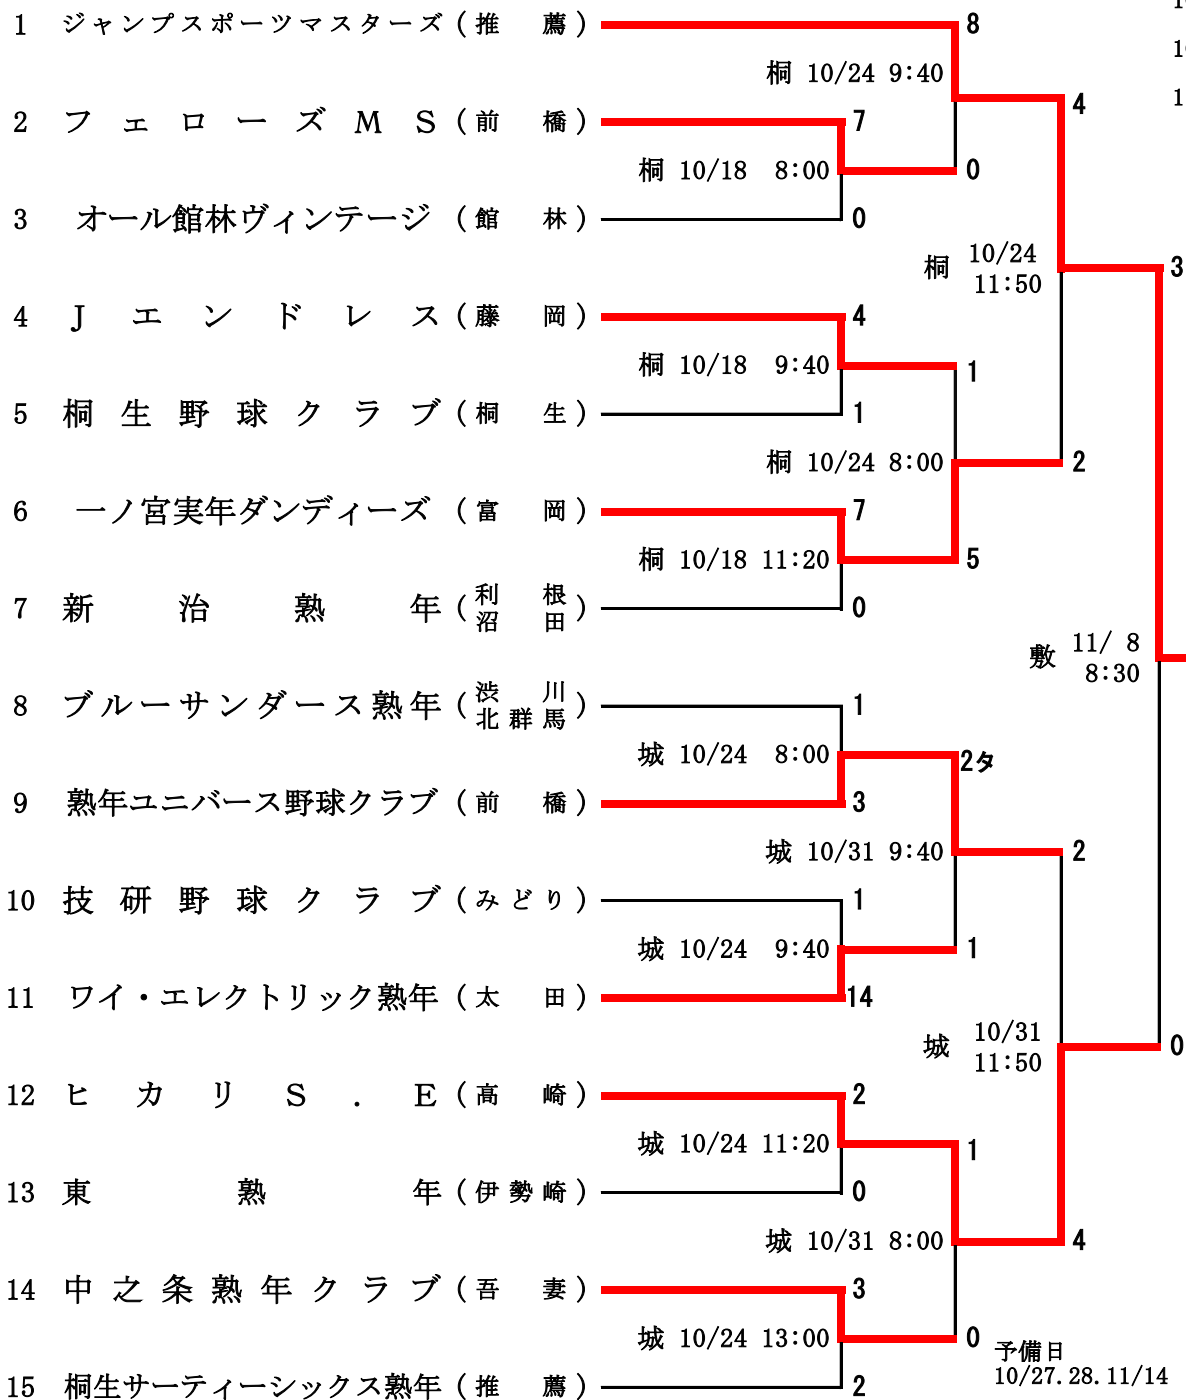 1 ジャンプスポーツマスターズ (推 薦) 8
桐 10/24 9:40
4
2 フェローズMS (前 橋) 7
桐 10/18 8:00 0
3 オール館林ヴィンテージ (館 林) 0
桐 10/24 11:50
3
4 Jエンドレス (藤 岡) 4
桐 10/18 9:40 1
5 桐生野球クラブ (桐 生) 1
桐 10/24 8:00 2
6 一ノ宮実年ダンディーズ (富 岡) 7
桐 10/18 11:20 5
7 新治熟年 (利根沼田) 0
敷 11/ 8 8:30
8 ブルーサンダース熟年 (渋川北群馬) 1
城 10/24 8:00 2タ
9 熟年ユニバース野球クラブ (前 橋) 3
城 10/31 9:40 2
10 技研野球クラブ (みどり) 1
城 10/24 9:40 1
11 ワイ・エレクトリック熟年 (太 田) 14
城 10/31 11:50
0
12 ヒカリS.E (高 崎) 2
城 10/24 11:20 1
13 東熟年 (伊勢崎) 0
城 10/31 8:00 4
14 中之条熟年クラブ (吾 妻) 3
城 10/24 13:00 0
15 桐生サーティーシックス熟年 (推 薦) 2
予備日
10/27.28.11/14